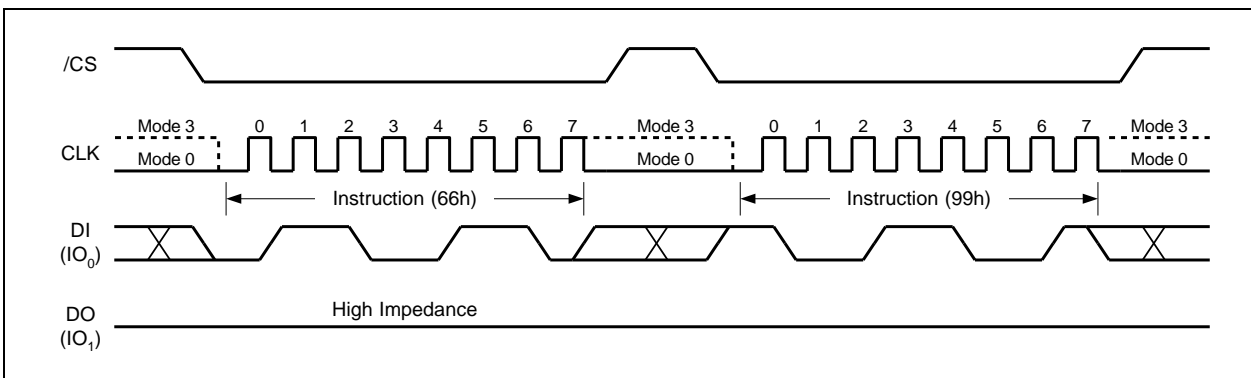 /CS
Mode 3 0 1 2 3 4 5 6 7 Mode 3 0 1 2 3 4 5 6 7 Mode 3
CLK
Mode 0 Mode 0 Mode 0
Instruction (66h) Instruction (99h)
DI
(IO₀)
High Impedance
DO
(IO₁)